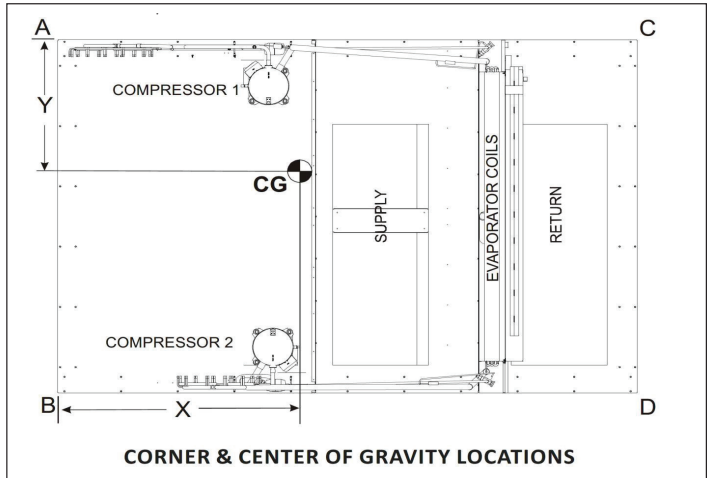 A
C
Y
COMPRESSOR 1
CG
SUPPLY
EVAPORATOR COILS
RETURN
COMPRESSOR 2
B
X
D
CORNER & CENTER OF GRAVITY LOCATIONS